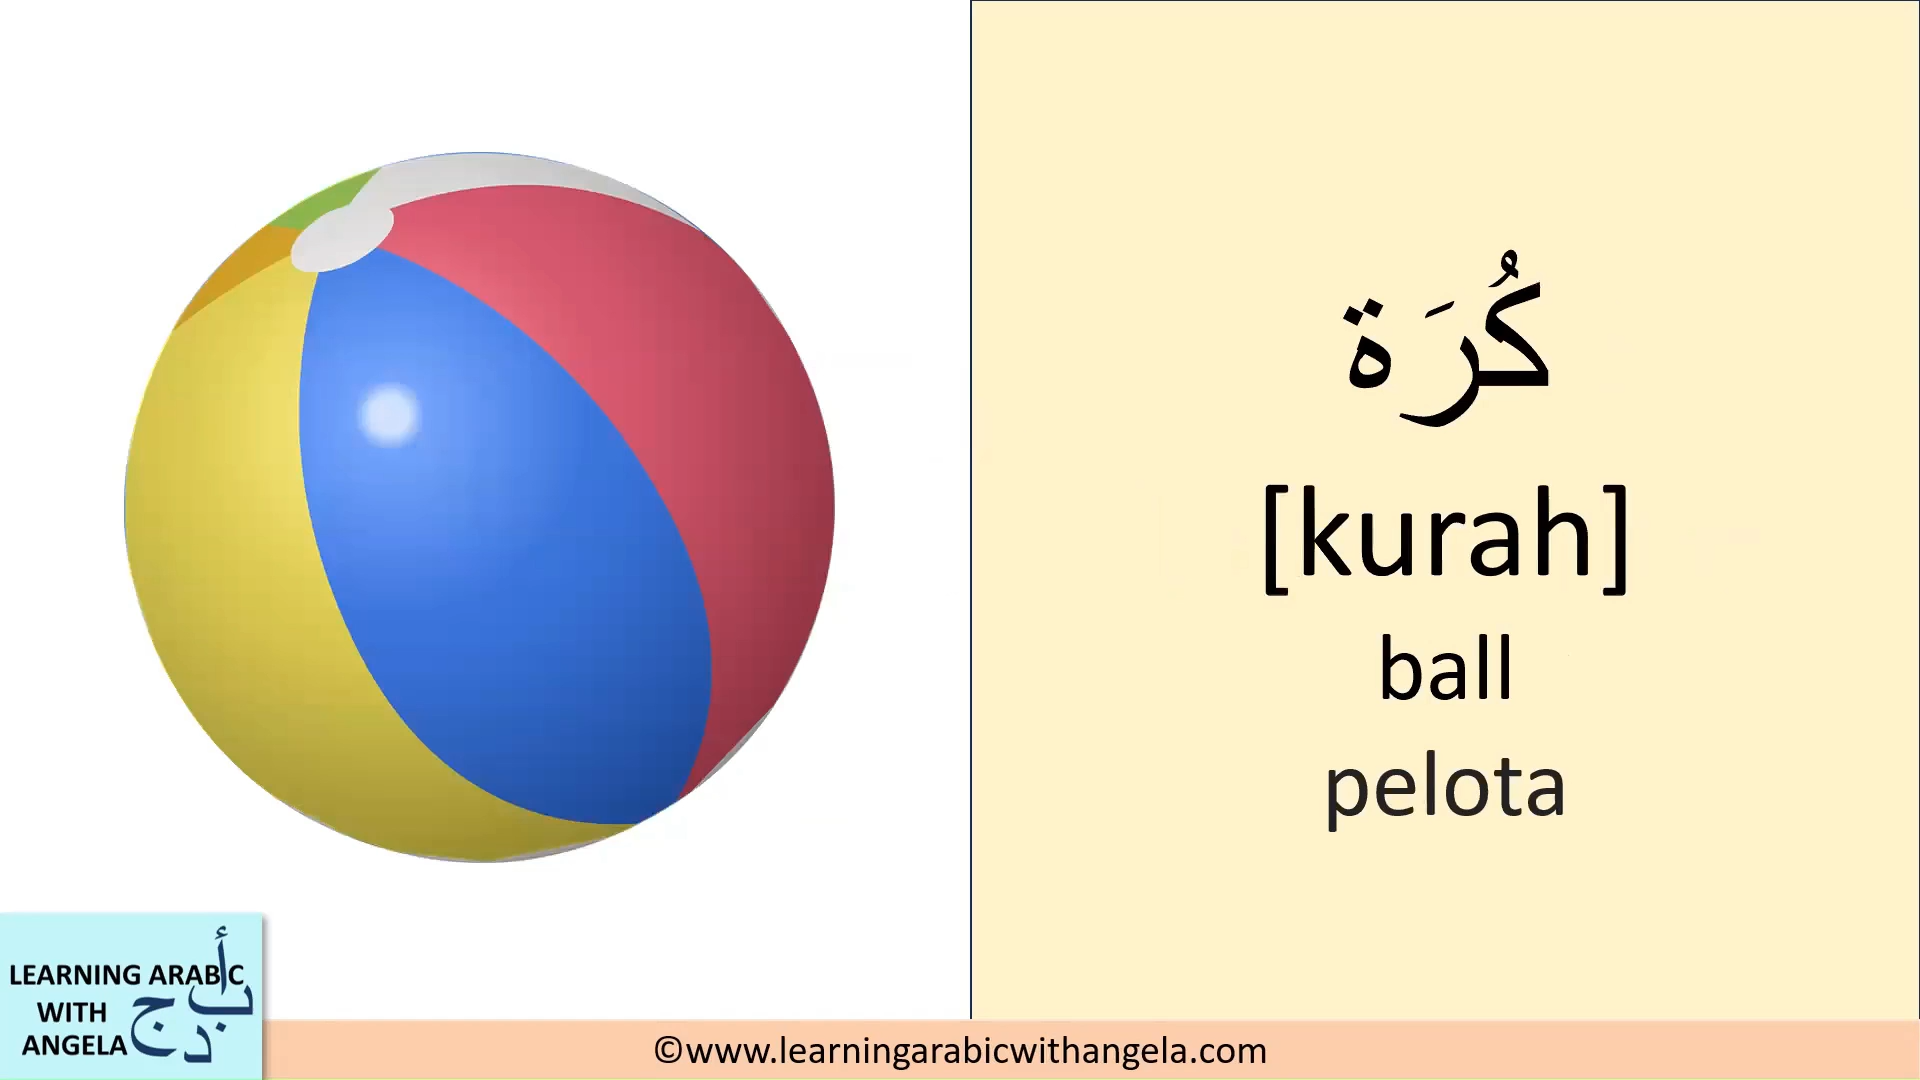 كُرَة
[kurah]
ball
pelota
LEARNING ARABIC
WITH
ANGELA
أ ب ج د
©www.learningarabicwithangela.com